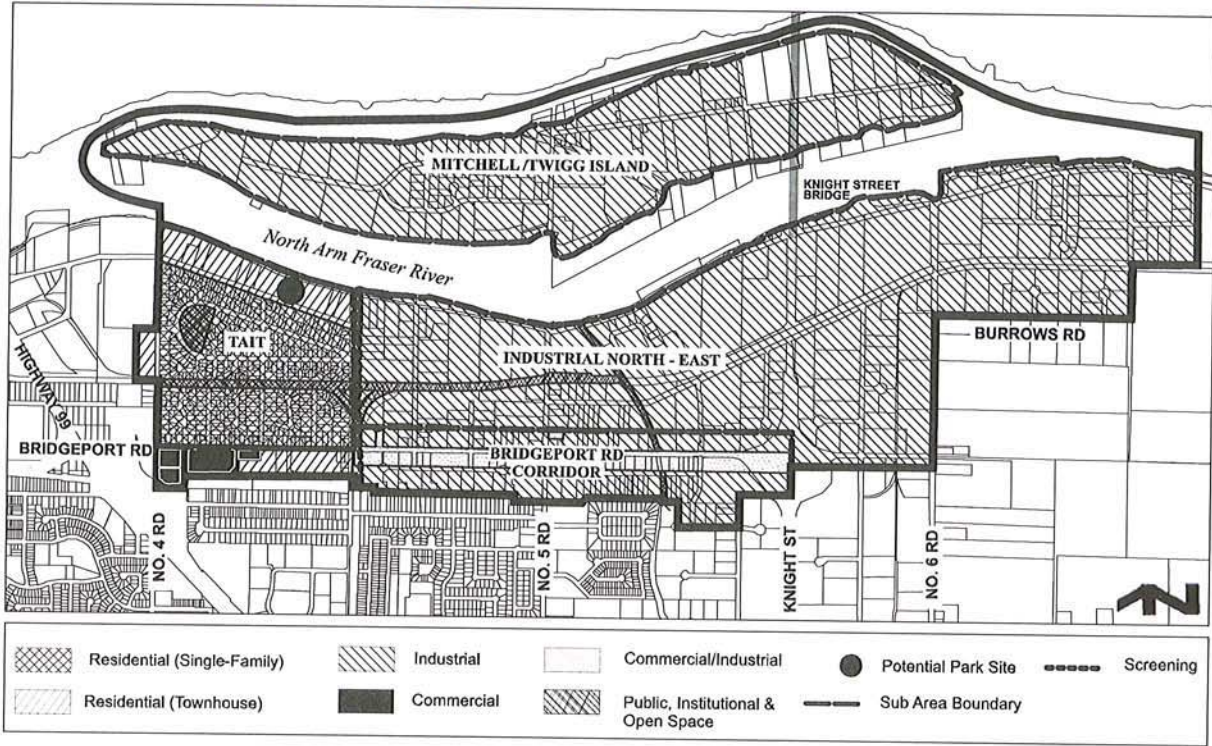 MITCHELL /TWIGG ISLAND
KNIGHT STREET
BRIDGE
North Arm Fraser River
TAIT
INDUSTRIAL NORTH - EAST
BURROWS RD
HIGHWAY 99
BRIDGEPORT RD
BRIDGEPORT RD
CORRIDOR
NO. 4 RD
NO. 5 RD
KNIGHT ST
NO. 6 RD
N
Residential (Single-Family)
Industrial
Commercial/Industrial
Potential Park Site
Screening
Residential (Townhouse)
Commercial
Public, Institutional &
Open Space
Sub Area Boundary